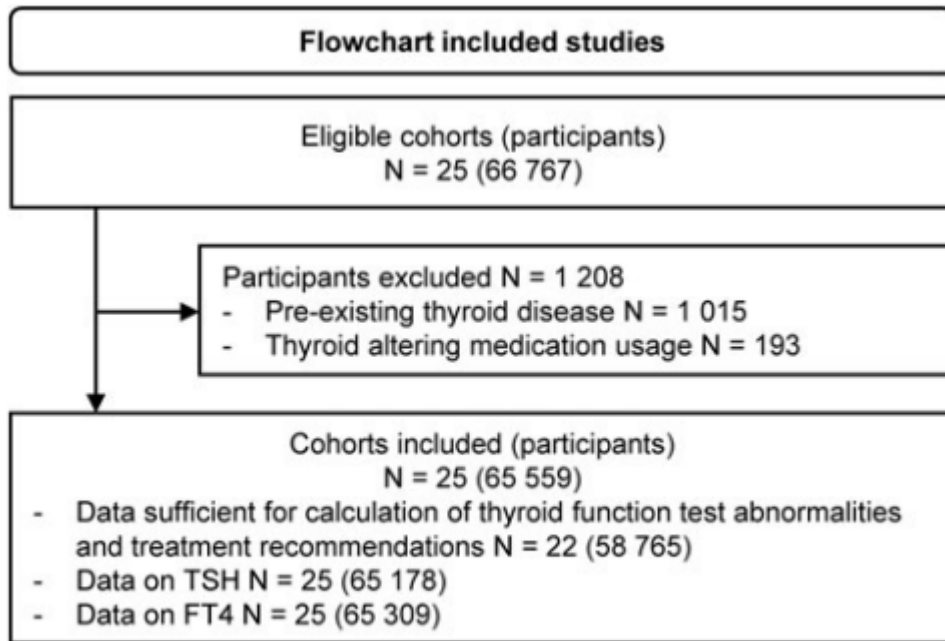 Flowchart included studies
Eligible cohorts (participants)
N = 25 (66 767)
Participants excluded N = 1 208
- Pre-existing thyroid disease N = 1 015
- Thyroid altering medication usage N = 193
Cohorts included (participants)
N = 25 (65 559)
- Data sufficient for calculation of thyroid function test abnormalities
and treatment recommendations N = 22 (58 765)
- Data on TSH N = 25 (65 178)
- Data on FT4 N = 25 (65 309)